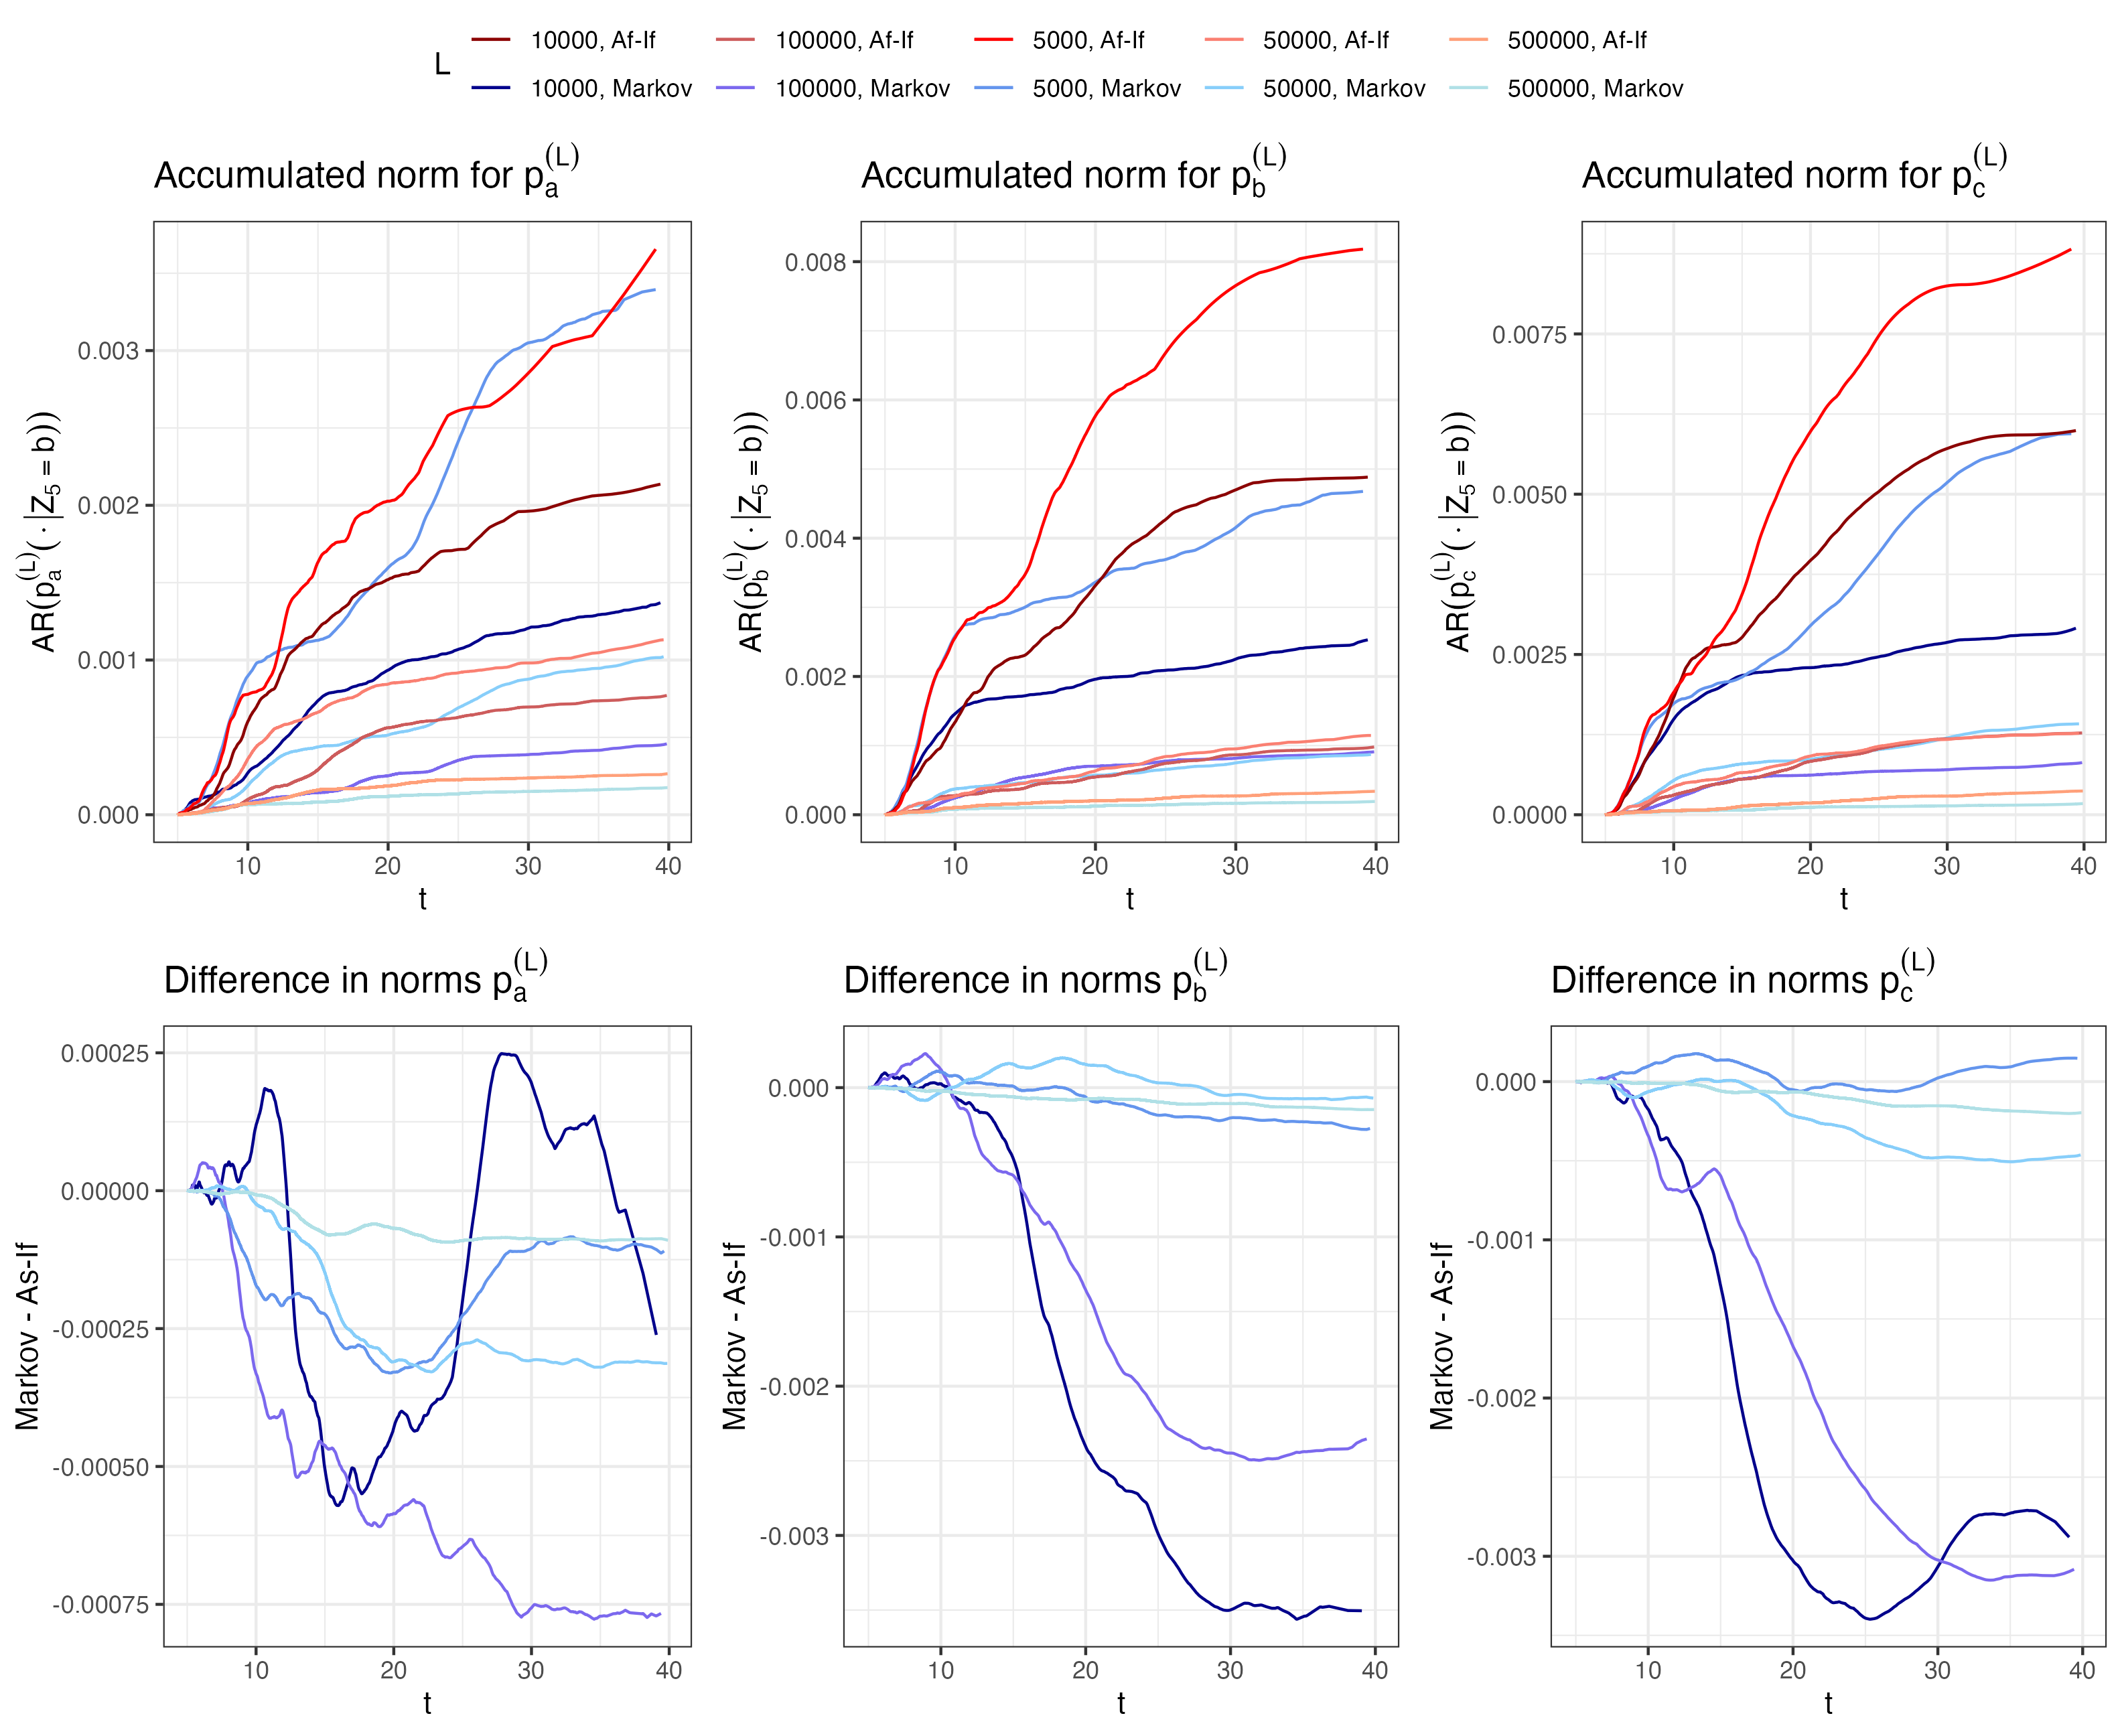 L
10000, Af-If 100000, Af-If 5000, Af-If 50000, Af-If 500000, Af-If
10000, Markov 100000, Markov 5000, Markov 50000, Markov 500000, Markov
Accumulated norm for p_a^(L)
AR(p_a^(L)( · |Z_5 = b))
0.003
0.002
0.001
0.000
10 20 30 40
t
Accumulated norm for p_b^(L)
AR(p_b^(L)( · |Z_5 = b))
0.008
0.006
0.004
0.002
0.000
10 20 30 40
t
Accumulated norm for p_c^(L)
AR(p_c^(L)( · |Z_5 = b))
0.0075
0.0050
0.0025
0.0000
10 20 30 40
t
Difference in norms p_a^(L)
Markov - As-If
0.00025
0.00000
-0.00025
-0.00050
-0.00075
10 20 30 40
t
Difference in norms p_b^(L)
Markov - As-If
0.000
-0.001
-0.002
-0.003
10 20 30 40
t
Difference in norms p_c^(L)
Markov - As-If
0.000
-0.001
-0.002
-0.003
10 20 30 40
t